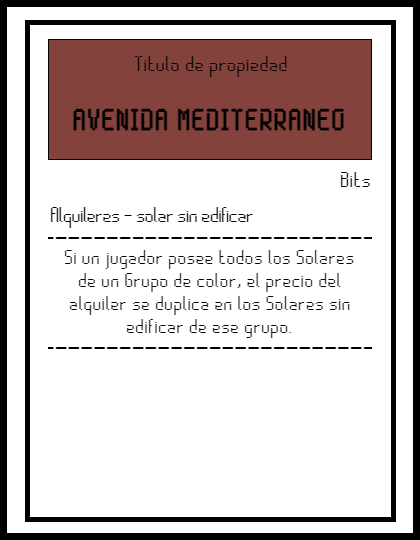 Titulo de propiedad
AVENIDA MEDITERRANEO
Bits
Alquileres - solar sin edificar
Si un jugador posee todos los Solares
de un Grupo de color, el precio del
alquiler se duplica en los Solares sin
edificar de ese grupo.